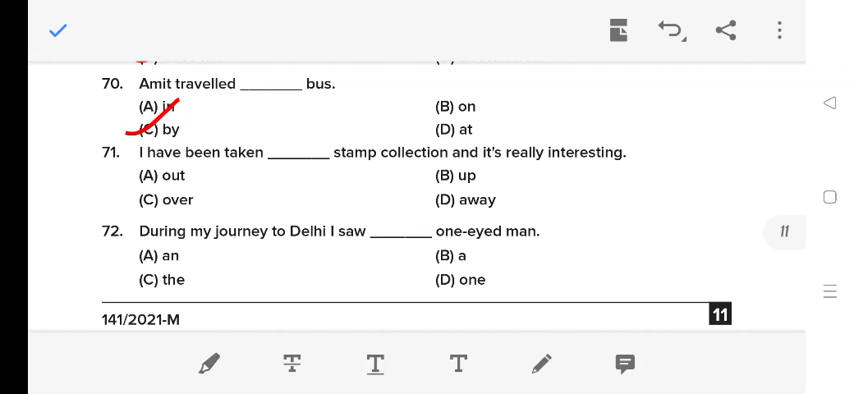 70. Amit travelled ________ bus.
(A) in (B) on
(C) by (D) at
71. I have been taken ________ stamp collection and it's really interesting.
(A) out (B) up
(C) over (D) away
72. During my journey to Delhi I saw ________ one-eyed man.
11
(A) an (B) a
(C) the (D) one
141/2021-M 11
T T T